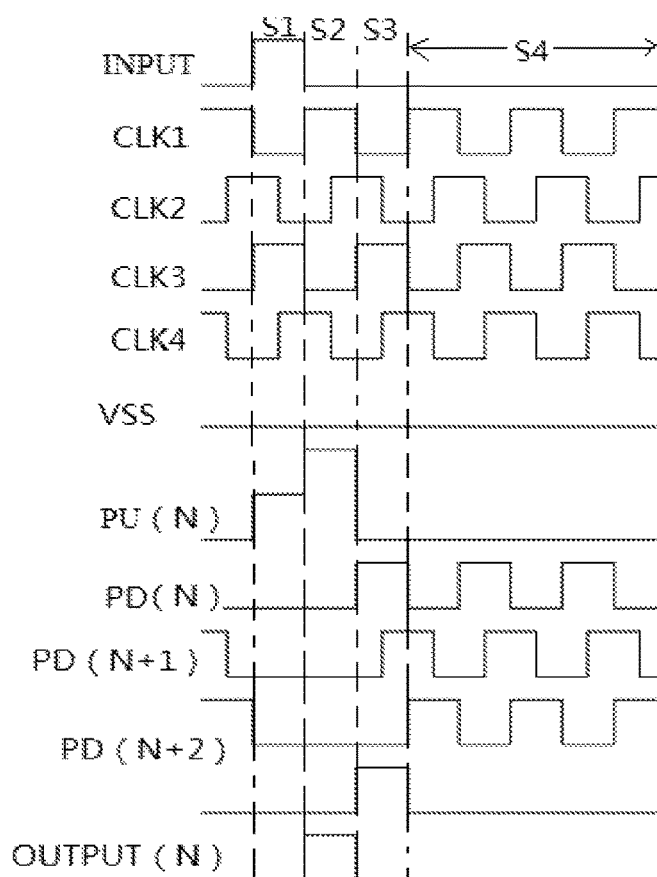 S1 S2 S3
S4
INPUT
CLK1
CLK2
CLK3
CLK4
VSS
PU ( N )
PD( N )
PD ( N+1 )
PD ( N+2 )
OUTPUT ( N )